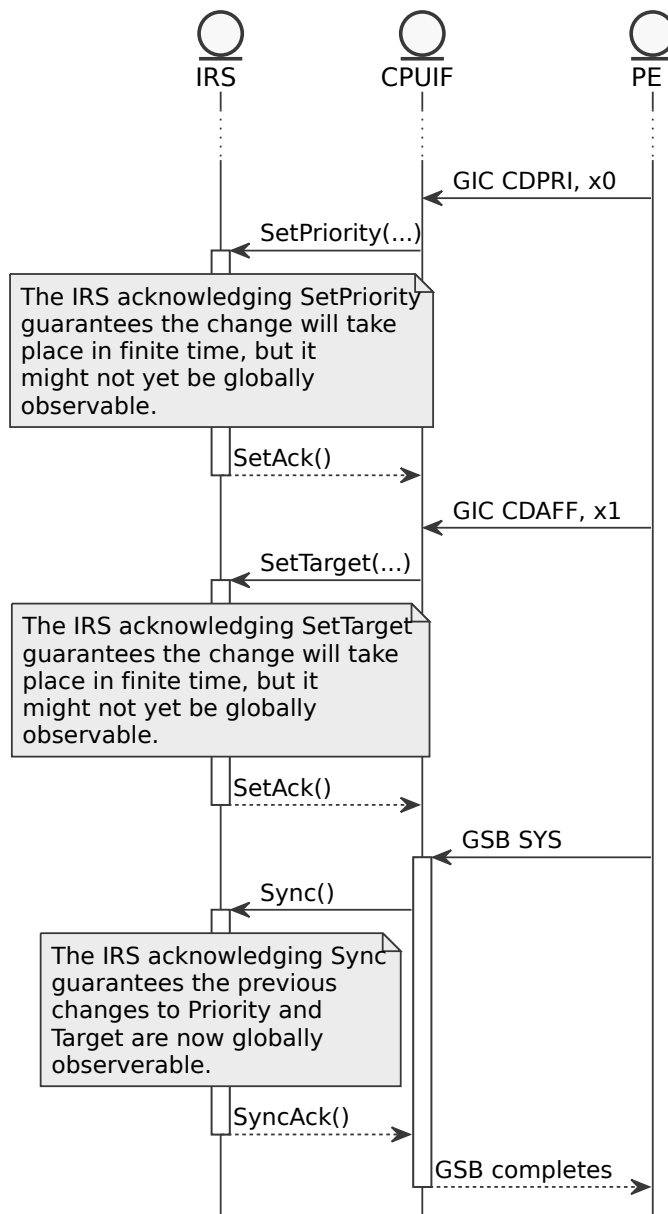 IRS
CPUIF
PE
GIC CDPRI, x0
SetPriority(...)
The IRS acknowledging SetPriority
guarantees the change will take
place in finite time, but it
might not yet be globally
observable.
SetAck()
GIC CDAFF, x1
SetTarget(...)
The IRS acknowledging SetTarget
guarantees the change will take
place in finite time, but it
might not yet be globally
observable.
SetAck()
GSB SYS
Sync()
The IRS acknowledging Sync
guarantees the previous
changes to Priority and
Target are now globally
observerable.
SyncAck()
GSB completes